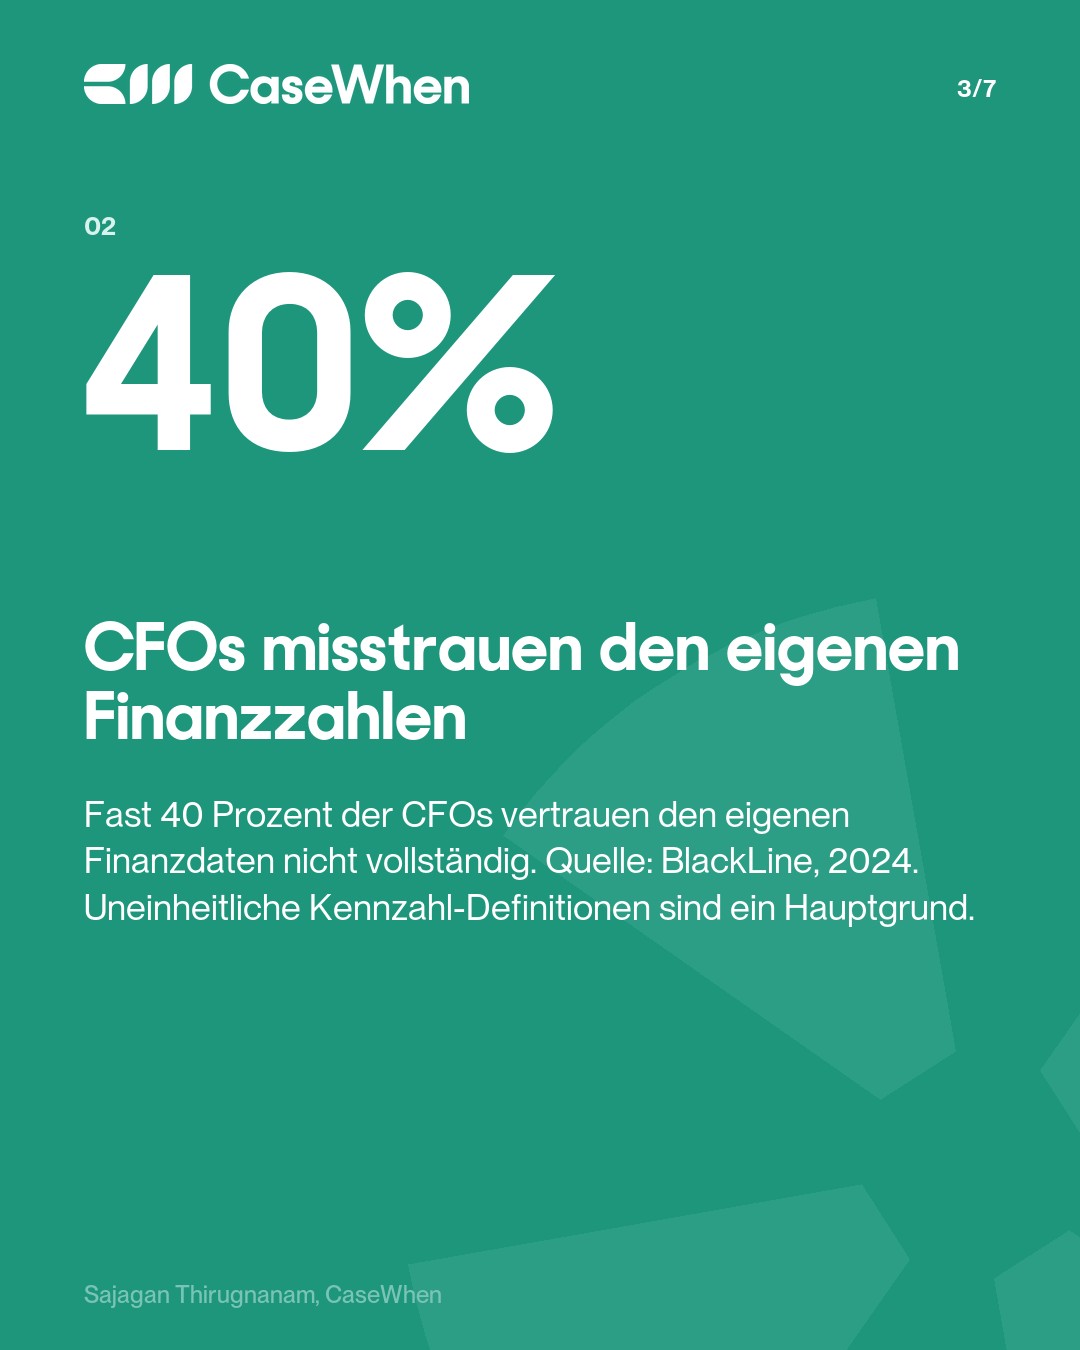 CaseWhen
3/7
02
40%
CFOs misstrauen den eigenen
Finanzzahlen
Fast 40 Prozent der CFOs vertrauen den eigenen
Finanzdaten nicht vollständig. Quelle: BlackLine, 2024.
Uneinheitliche Kennzahl-Definitionen sind ein Hauptgrund.
Sajagan Thirugnanam, CaseWhen